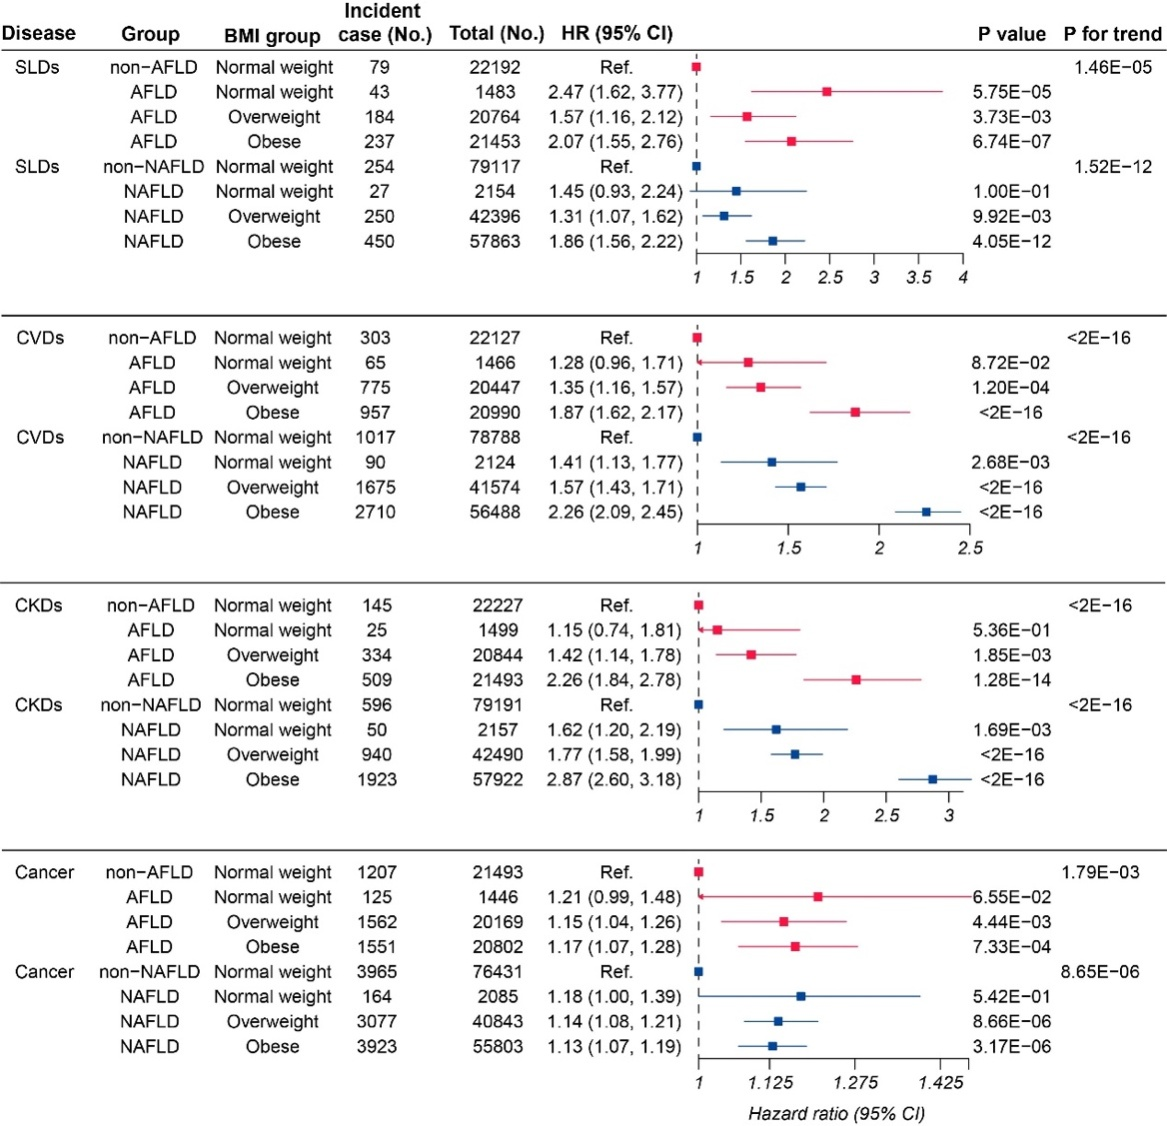 Disease Group BMI group Incident case (No.) Total (No.) HR (95% CI) P value P for trend
SLDs non−AFLD Normal weight 79 22192 Ref. 1.46E−05
AFLD Normal weight 43 1483 2.47 (1.62, 3.77) 5.75E−05
AFLD Overweight 184 20764 1.57 (1.16, 2.12) 3.73E−03
AFLD Obese 237 21453 2.07 (1.55, 2.76) 6.74E−07
SLDs non−NAFLD Normal weight 254 79117 Ref. 1.52E−12
NAFLD Normal weight 27 2154 1.45 (0.93, 2.24) 1.00E−01
NAFLD Overweight 250 42396 1.31 (1.07, 1.62) 9.92E−03
NAFLD Obese 450 57863 1.86 (1.56, 2.22) 4.05E−12
1 1.5 2 2.5 3 3.5 4
CVDs non−AFLD Normal weight 303 22127 Ref. <2E−16
AFLD Normal weight 65 1466 1.28 (0.96, 1.71) 8.72E−02
AFLD Overweight 775 20447 1.35 (1.16, 1.57) 1.20E−04
AFLD Obese 957 20990 1.87 (1.62, 2.17) <2E−16
CVDs non−NAFLD Normal weight 1017 78788 Ref. <2E−16
NAFLD Normal weight 90 2124 1.41 (1.13, 1.77) 2.68E−03
NAFLD Overweight 1675 41574 1.57 (1.43, 1.71) <2E−16
NAFLD Obese 2710 56488 2.26 (2.09, 2.45) <2E−16
1 1.5 2 2.5
CKDs non−AFLD Normal weight 145 22227 Ref. <2E−16
AFLD Normal weight 25 1499 1.15 (0.74, 1.81) 5.36E−01
AFLD Overweight 334 20844 1.42 (1.14, 1.78) 1.85E−03
AFLD Obese 509 21493 2.26 (1.84, 2.78) 1.28E−14
CKDs non−NAFLD Normal weight 596 79191 Ref. <2E−16
NAFLD Normal weight 50 2157 1.62 (1.20, 2.19) 1.69E−03
NAFLD Overweight 940 42490 1.77 (1.58, 1.99) <2E−16
NAFLD Obese 1923 57922 2.87 (2.60, 3.18) <2E−16
1 1.5 2 2.5 3
Cancer non−AFLD Normal weight 1207 21493 Ref. 1.79E−03
AFLD Normal weight 125 1446 1.21 (0.99, 1.48) 6.55E−02
AFLD Overweight 1562 20169 1.15 (1.04, 1.26) 4.44E−03
AFLD Obese 1551 20802 1.17 (1.07, 1.28) 7.33E−04
Cancer non−NAFLD Normal weight 3965 76431 Ref. 8.65E−06
NAFLD Normal weight 164 2085 1.18 (1.00, 1.39) 5.42E−01
NAFLD Overweight 3077 40843 1.14 (1.08, 1.21) 8.66E−06
NAFLD Obese 3923 55803 1.13 (1.07, 1.19) 3.17E−06
1 1.125 1.275 1.425
Hazard ratio (95% CI)